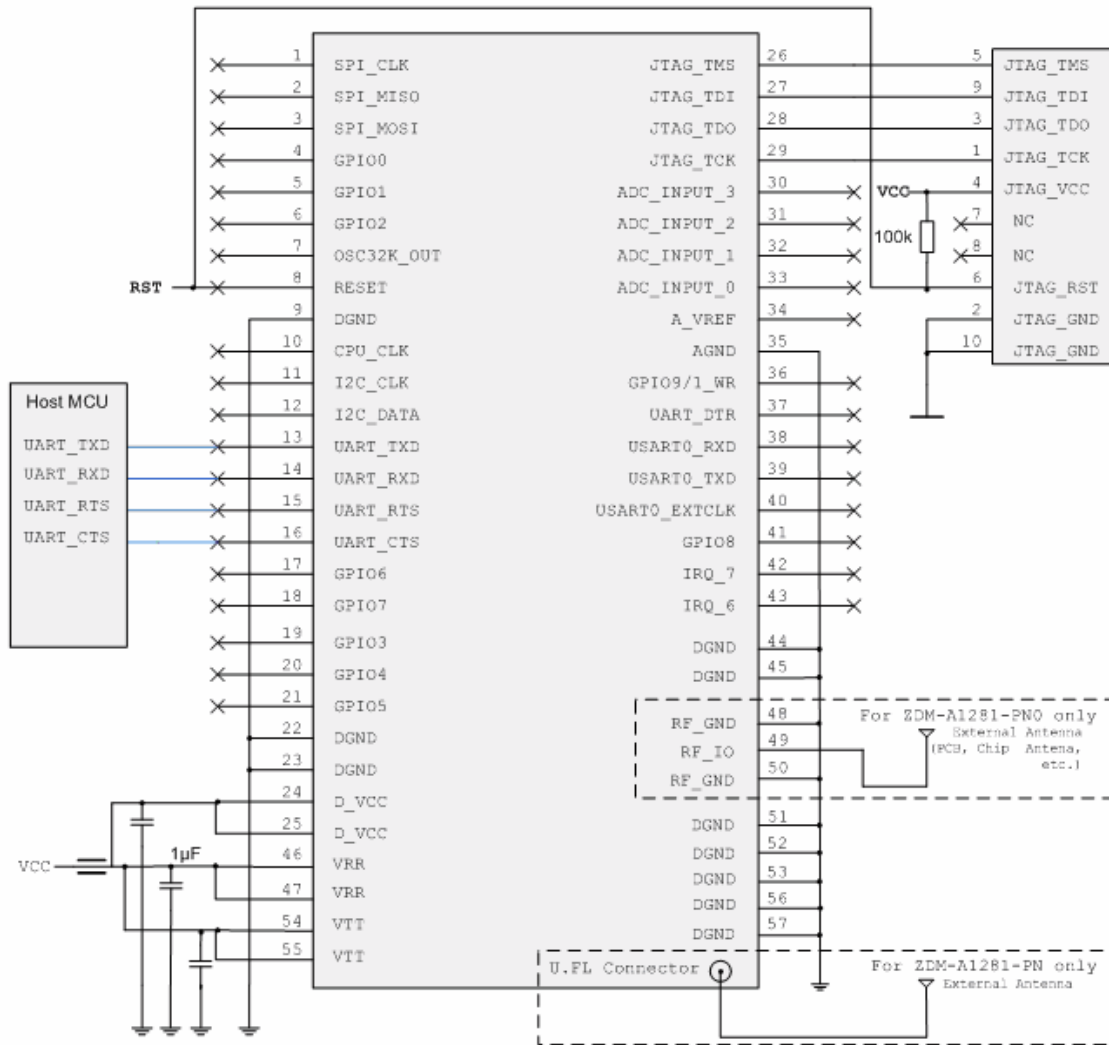 1 SPI_CLK JTAG_TMS 26 5 JTAG_TMS
2 SPI_MISO JTAG_TDI 27 9 JTAG_TDI
3 SPI_MOSI JTAG_TDO 28 3 JTAG_TDO
4 GPIO0 JTAG_TCK 29 1 JTAG_TCK
5 GPIO1 ADC_INPUT_3 30 VCC 4 JTAG_VCC
6 GPIO2 ADC_INPUT_2 31 7 NC
100k
7 OSC32K_OUT ADC_INPUT_1 32 8 NC
RST 8 RESET ADC_INPUT_0 33 6 JTAG_RST
9 DGND A_VREF 34 2 JTAG_GND
10 CPU_CLK AGND 35 10 JTAG_GND
11 I2C_CLK GPIO9/1_WR 36
Host MCU
12 I2C_DATA UART_DTR 37
UART_TXD 13 UART_TXD USART0_RXD 38
UART_RXD 14 UART_RXD USART0_TXD 39
UART_RTS 15 UART_RTS USART0_EXTCLK 40
UART_CTS 16 UART_CTS GPIO8 41
17 GPIO6 IRQ_7 42
18 GPIO7 IRQ_6 43
19 GPIO3 DGND 44
20 GPIO4 DGND 45
21 GPIO5
RF_GND 48 For ZDM-A1281-PN0 only
External Antenna
22 DGND RF_IO 49 (PCB, Chip Antena,
etc.)
23 DGND RF_GND 50
24 D_VCC
25 D_VCC DGND 51
VCC 1µF 46 VRR DGND 52
47 VRR DGND 53
54 VTT DGND 56
55 VTT DGND 57
U.FL Connector For ZDM-A1281-PN only
External Antenna